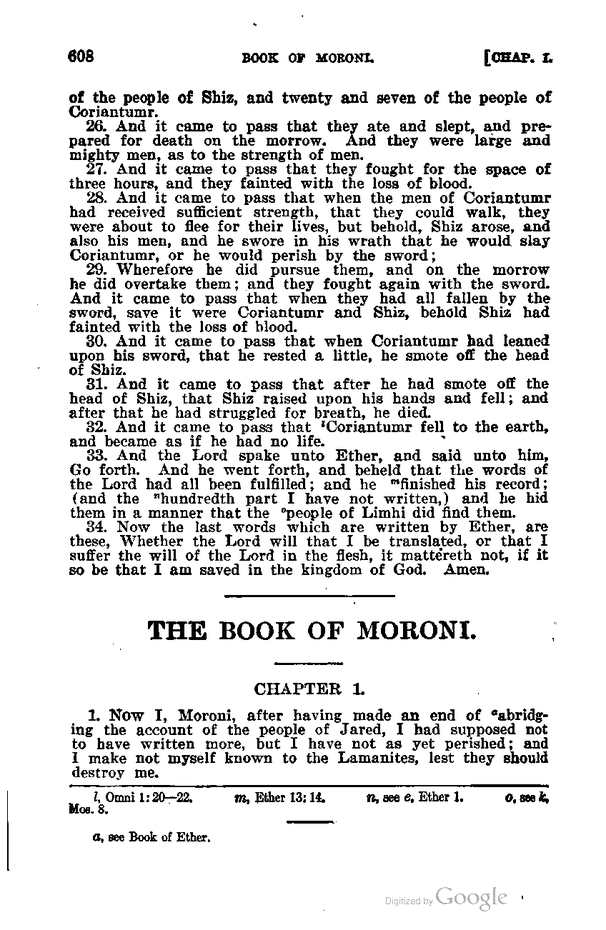 608 BOOK OF MORONI. [CHAP. I.
of the people of Shiz, and twenty and seven of the people of
Coriantumr.
26. And it came to pass that they ate and slept, and pre-
pared for death on the morrow. And they were large and
mighty men, as to the strength of men.
27. And it came to pass that they fought for the space of
three hours, and they fainted with the loss of blood.
28. And it came to pass that when the men of Coriantumr
had received sufficient strength, that they could walk, they
were about to flee for their lives, but behold, Shiz arose, and
also his men, and he swore in his wrath that he would slay
Coriantumr, or he would perish by the sword;
29. Wherefore he did pursue them, and on the morrow
he did overtake them; and they fought again with the sword.
And it came to pass that when they had all fallen by the
sword, save it were Coriantumr and Shiz, behold Shiz had
fainted with the loss of blood.
30. And it came to pass that when Coriantumr had leaned
upon his sword, that he rested a little, he smote off the head
of Shiz.
31. And it came to pass that after he had smote off the
head of Shiz, that Shiz raised upon his hands and fell; and
after that he had struggled for breath, he died.
32. And it came to pass that lCoriantumr fell to the earth,
and became as if he had no life.
33. And the Lord spake unto Ether, and said unto him,
Go forth. And he went forth, and beheld that the words of
the Lord had all been fulfilled; and he mfinished his record;
(and the nhundredth part I have not written,) and he hid
them in a manner that the opeople of Limhi did find them.
34. Now the last words which are written by Ether, are
these, Whether the Lord will that I be translated, or that I
suffer the will of the Lord in the flesh, it mattereth not, if it
so be that I am saved in the kingdom of God. Amen.
THE BOOK OF MORONI.
CHAPTER 1.
1. Now I, Moroni, after having made an end of aabridg-
ing the account of the people of Jared, I had supposed not
to have written more, but I have not as yet perished; and
I make not myself known to the Lamanites, lest they should
destroy me.
l, Omni 1:20—22. m, Ether 13:14. n, see e, Ether 1. o, see k,
Mos. 8.
a, see Book of Ether.
Digitized by Google